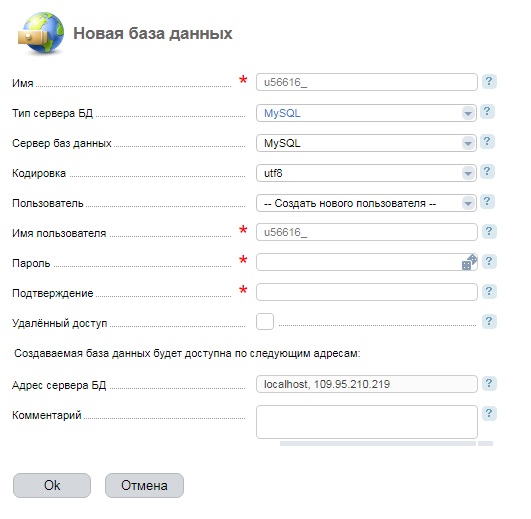 Новая база данных
Имя * u56616_ ?
Тип сервера БД MySQL ?
Сервер баз данных MySQL ?
Кодировка utf8 ?
Пользователь -- Создать нового пользователя -- ?
Имя пользователя * u56616_ ?
Пароль * ?
Подтверждение * ?
Удалённый доступ ?
Создаваемая база данных будет доступна по следующим адресам:
Адрес сервера БД localhost, 109.95.210.219 ?
Комментарий ?
Ok Отмена